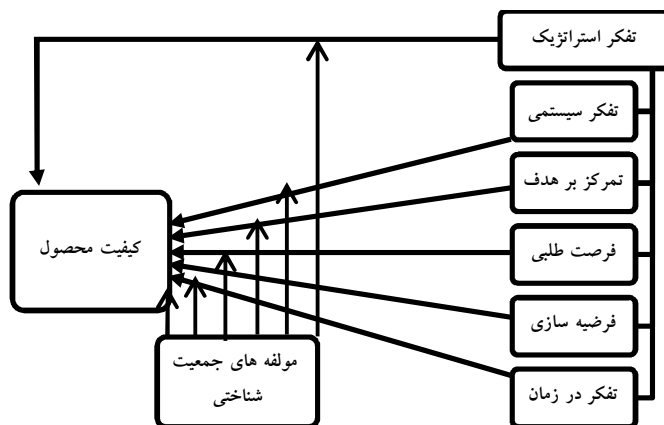 تفکر استراتژیک
تفکر سیستمی
تمرکز بر هدف
کیفیت محصول
فرصت طلبی
فرضیه سازی
مولفه های جمعیت
شناختی
تفکر در زمان